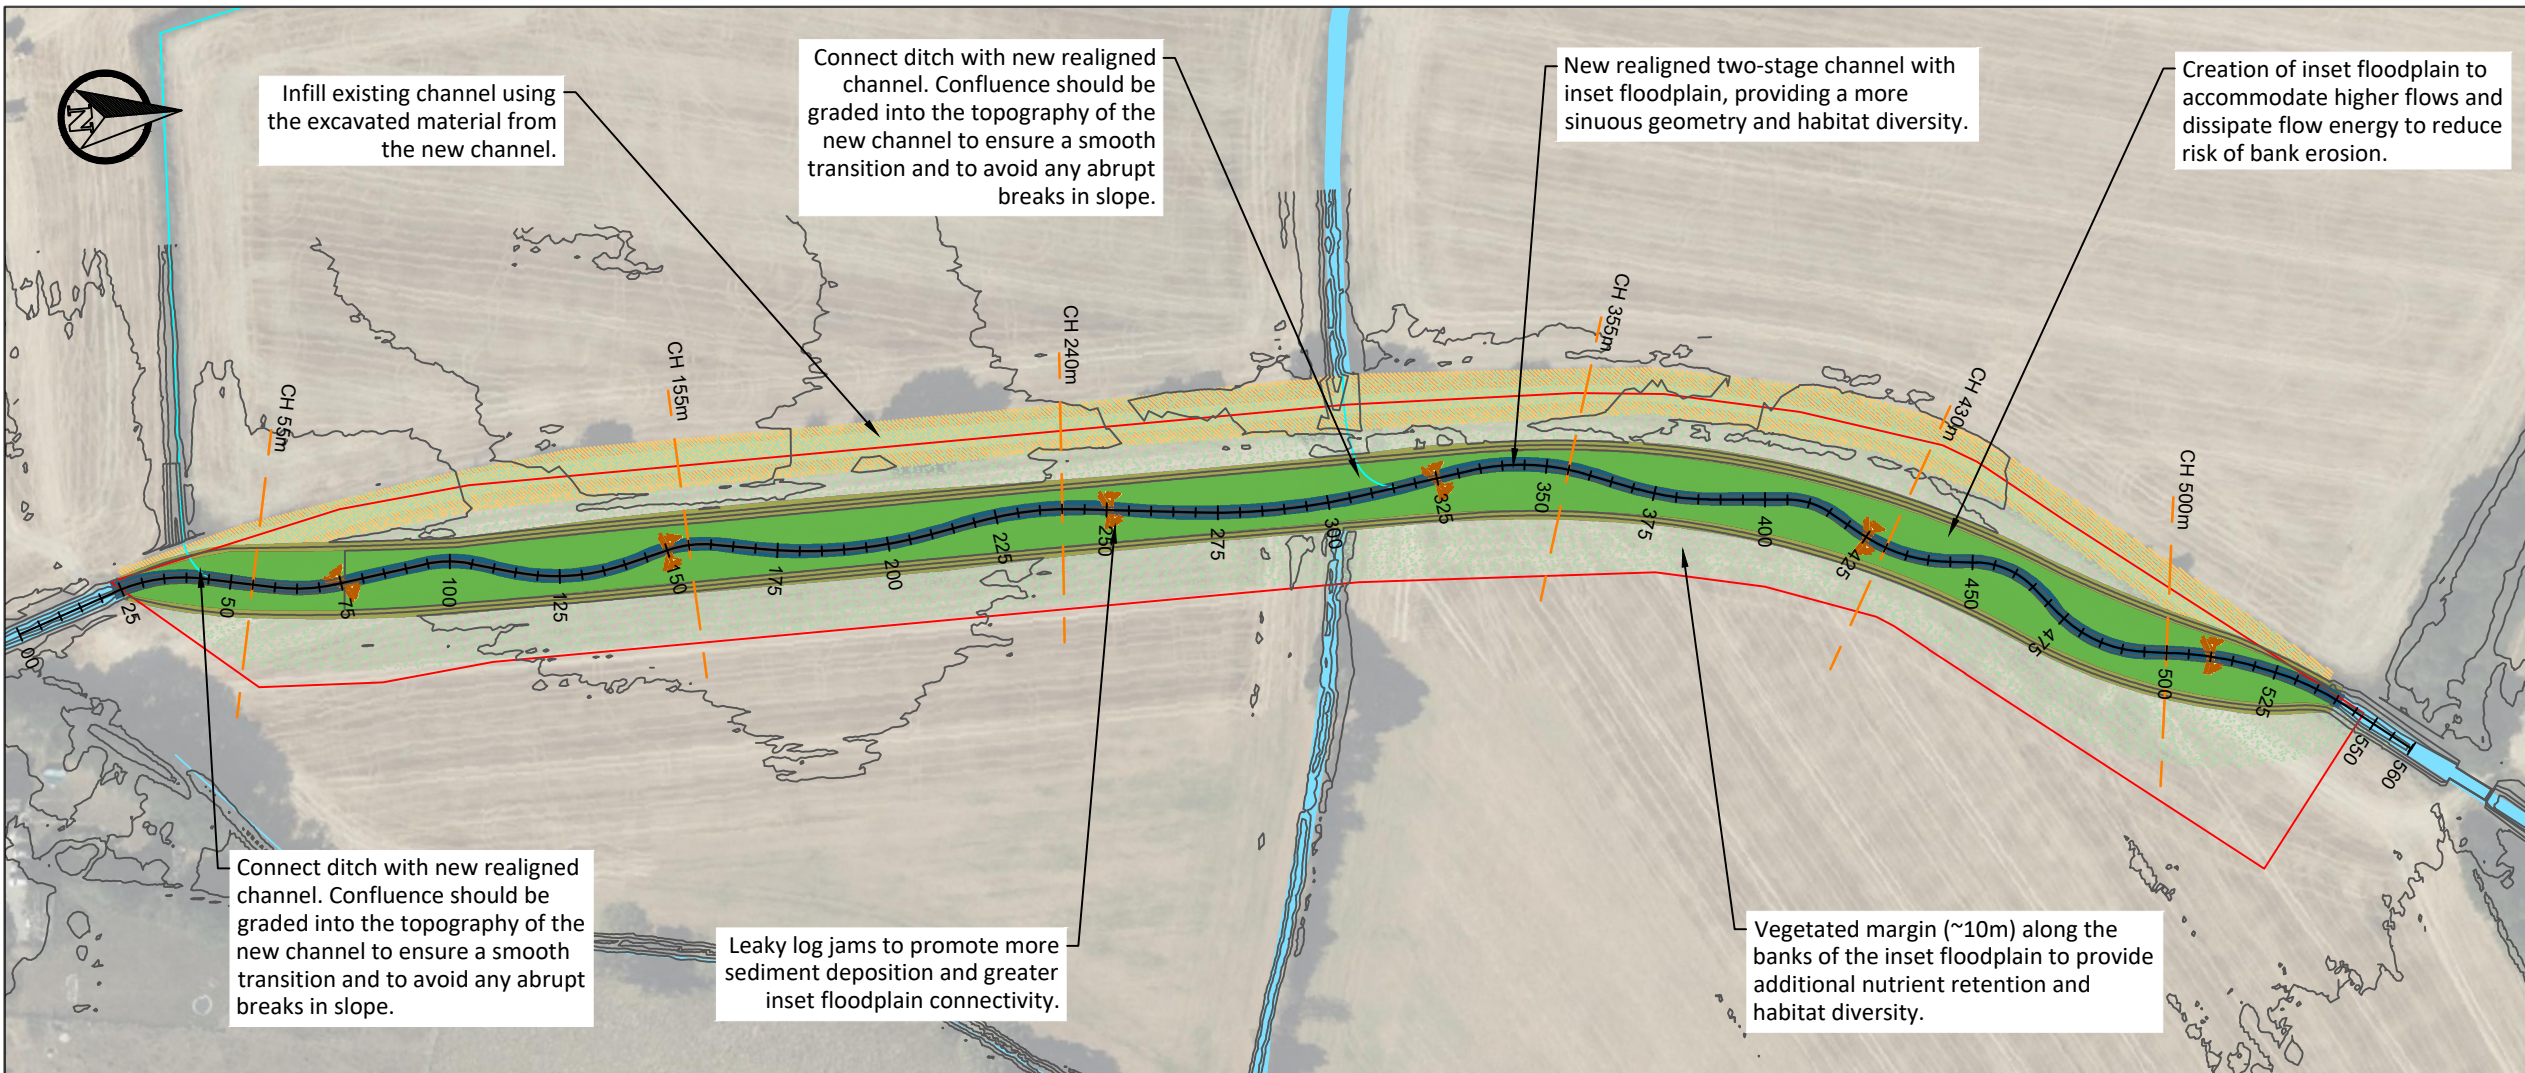 N
Infill existing channel using
the excavated material from
the new channel.
Connect ditch with new realigned
channel. Confluence should be
graded into the topography of the
new channel to ensure a smooth
transition and to avoid any abrupt
breaks in slope.
New realigned two-stage channel with
inset floodplain, providing a more
sinuous geometry and habitat diversity.
Creation of inset floodplain to
accommodate higher flows and
dissipate flow energy to reduce
risk of bank erosion.
CH 55m
CH 155m
CH 240m
CH 355m
CH 430m
CH 500m
00
25
50
75
100
125
150
175
200
225
250
275
300
325
350
375
400
425
450
475
500
525
550
560
Connect ditch with new realigned
channel. Confluence should be
graded into the topography of the
new channel to ensure a smooth
transition and to avoid any abrupt
breaks in slope.
Leaky log jams to promote more
sediment deposition and greater
inset floodplain connectivity.
Vegetated margin (~10m) along the
banks of the inset floodplain to provide
additional nutrient retention and
habitat diversity.